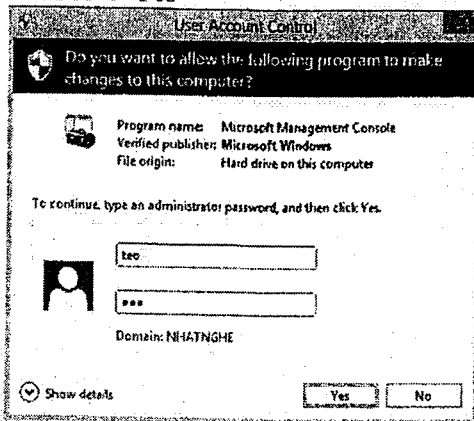 User Account Control
Do you want to allow the following program to make
changes to this computer?
Program name: Microsoft Management Console
Verified publisher: Microsoft Windows
File origin: Hard drive on this computer
To continue, type an administrator password, and then click Yes.
teo
•••
Domain: NHATNGHE
Show details
Yes
No